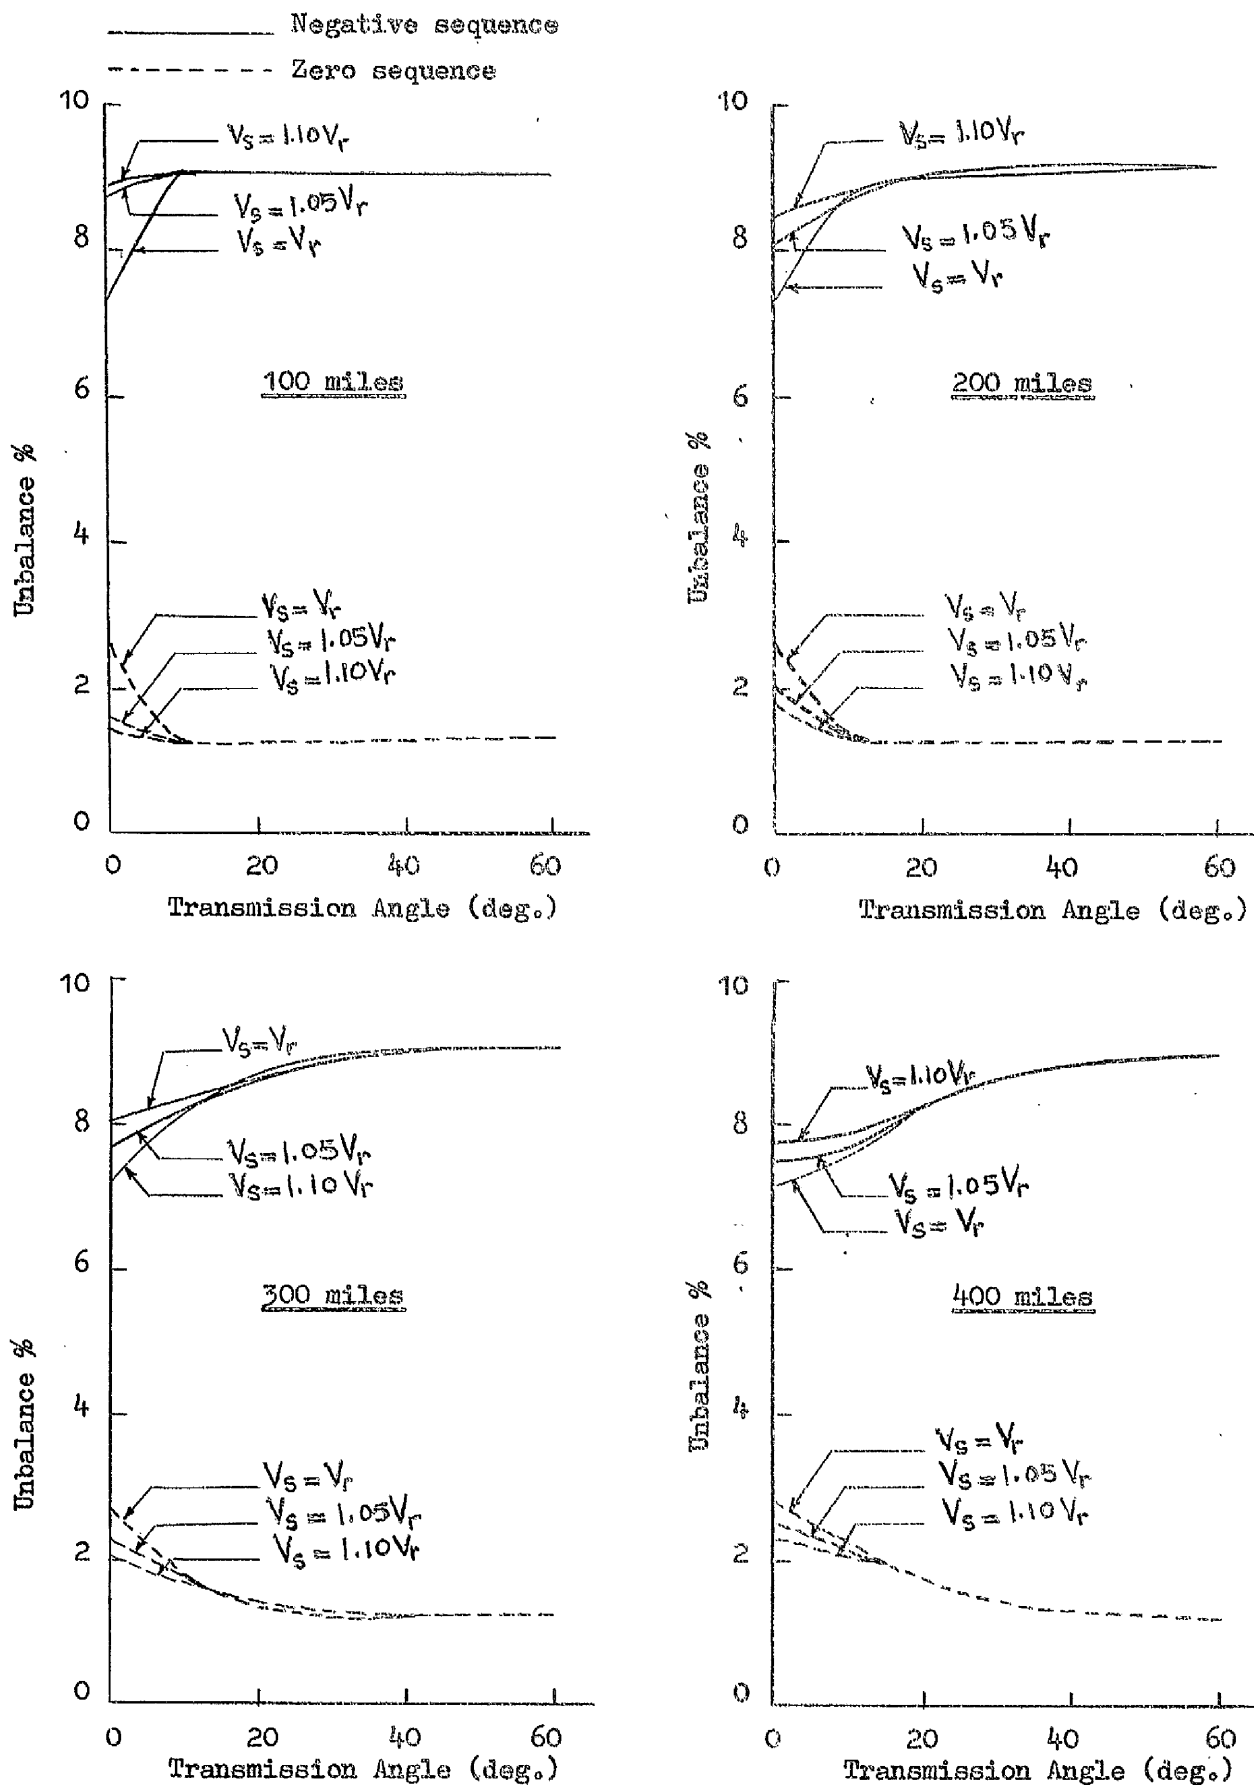 Negative sequence
Zero sequence
10
8
6
4
2
0
Unbalance %
Vs = 1.10Vr
Vs = 1.05Vr
Vs = Vr
100 miles
Vs = Vr
Vs = 1.05Vr
Vs = 1.10Vr
0 20 40 60
Transmission Angle (deg.)
10
8
6
4
2
0
Unbalance %
Vs = 1.10Vr
Vs = 1.05Vr
Vs = Vr
200 miles
Vs = Vr
Vs = 1.05Vr
Vs = 1.10Vr
0 20 40 60
Transmission Angle (deg.)
10
8
6
4
2
0
Unbalance %
Vs = Vr
Vs = 1.05Vr
Vs = 1.10Vr
300 miles
Vs = Vr
Vs = 1.05Vr
Vs = 1.10Vr
0 20 40 60
Transmission Angle (deg.)
10
8
6
4
2
0
Unbalance %
Vs = 1.10Vr
Vs = 1.05Vr
Vs = Vr
400 miles
Vs = Vr
Vs = 1.05Vr
Vs = 1.10Vr
0 20 40 60
Transmission Angle (deg.)